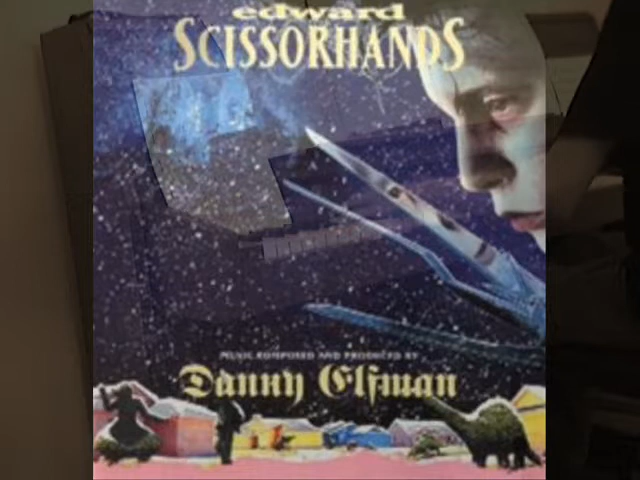 edward
SCISSORHANDS
MUSIC COMPOSED AND PRODUCED BY
Danny Elfman